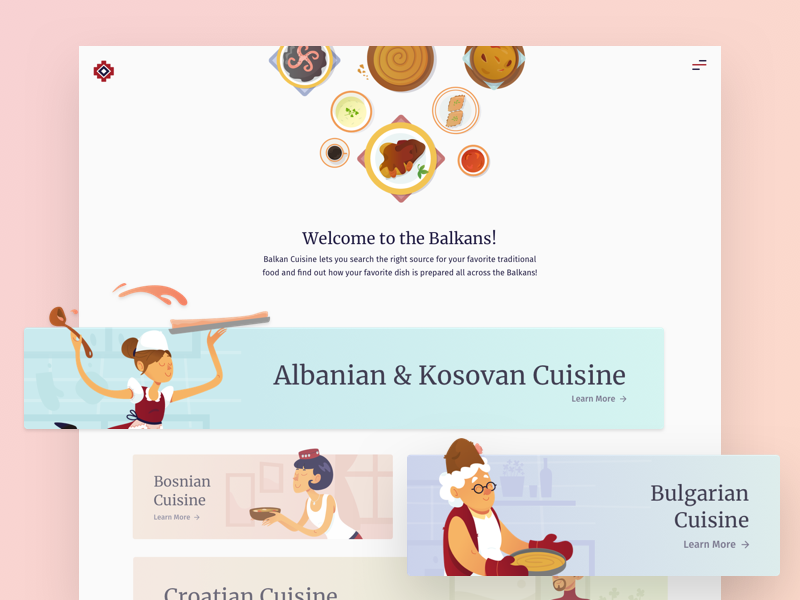 Welcome to the Balkans!
Balkan Cuisine lets you search the right source for your favorite traditional
food and find out how your favorite dish is prepared all across the Balkans!
Albanian & Kosovan Cuisine
Learn More →
Bosnian
Cuisine
Learn More →
Bulgarian
Cuisine
Learn More →
Croatian Cuisine